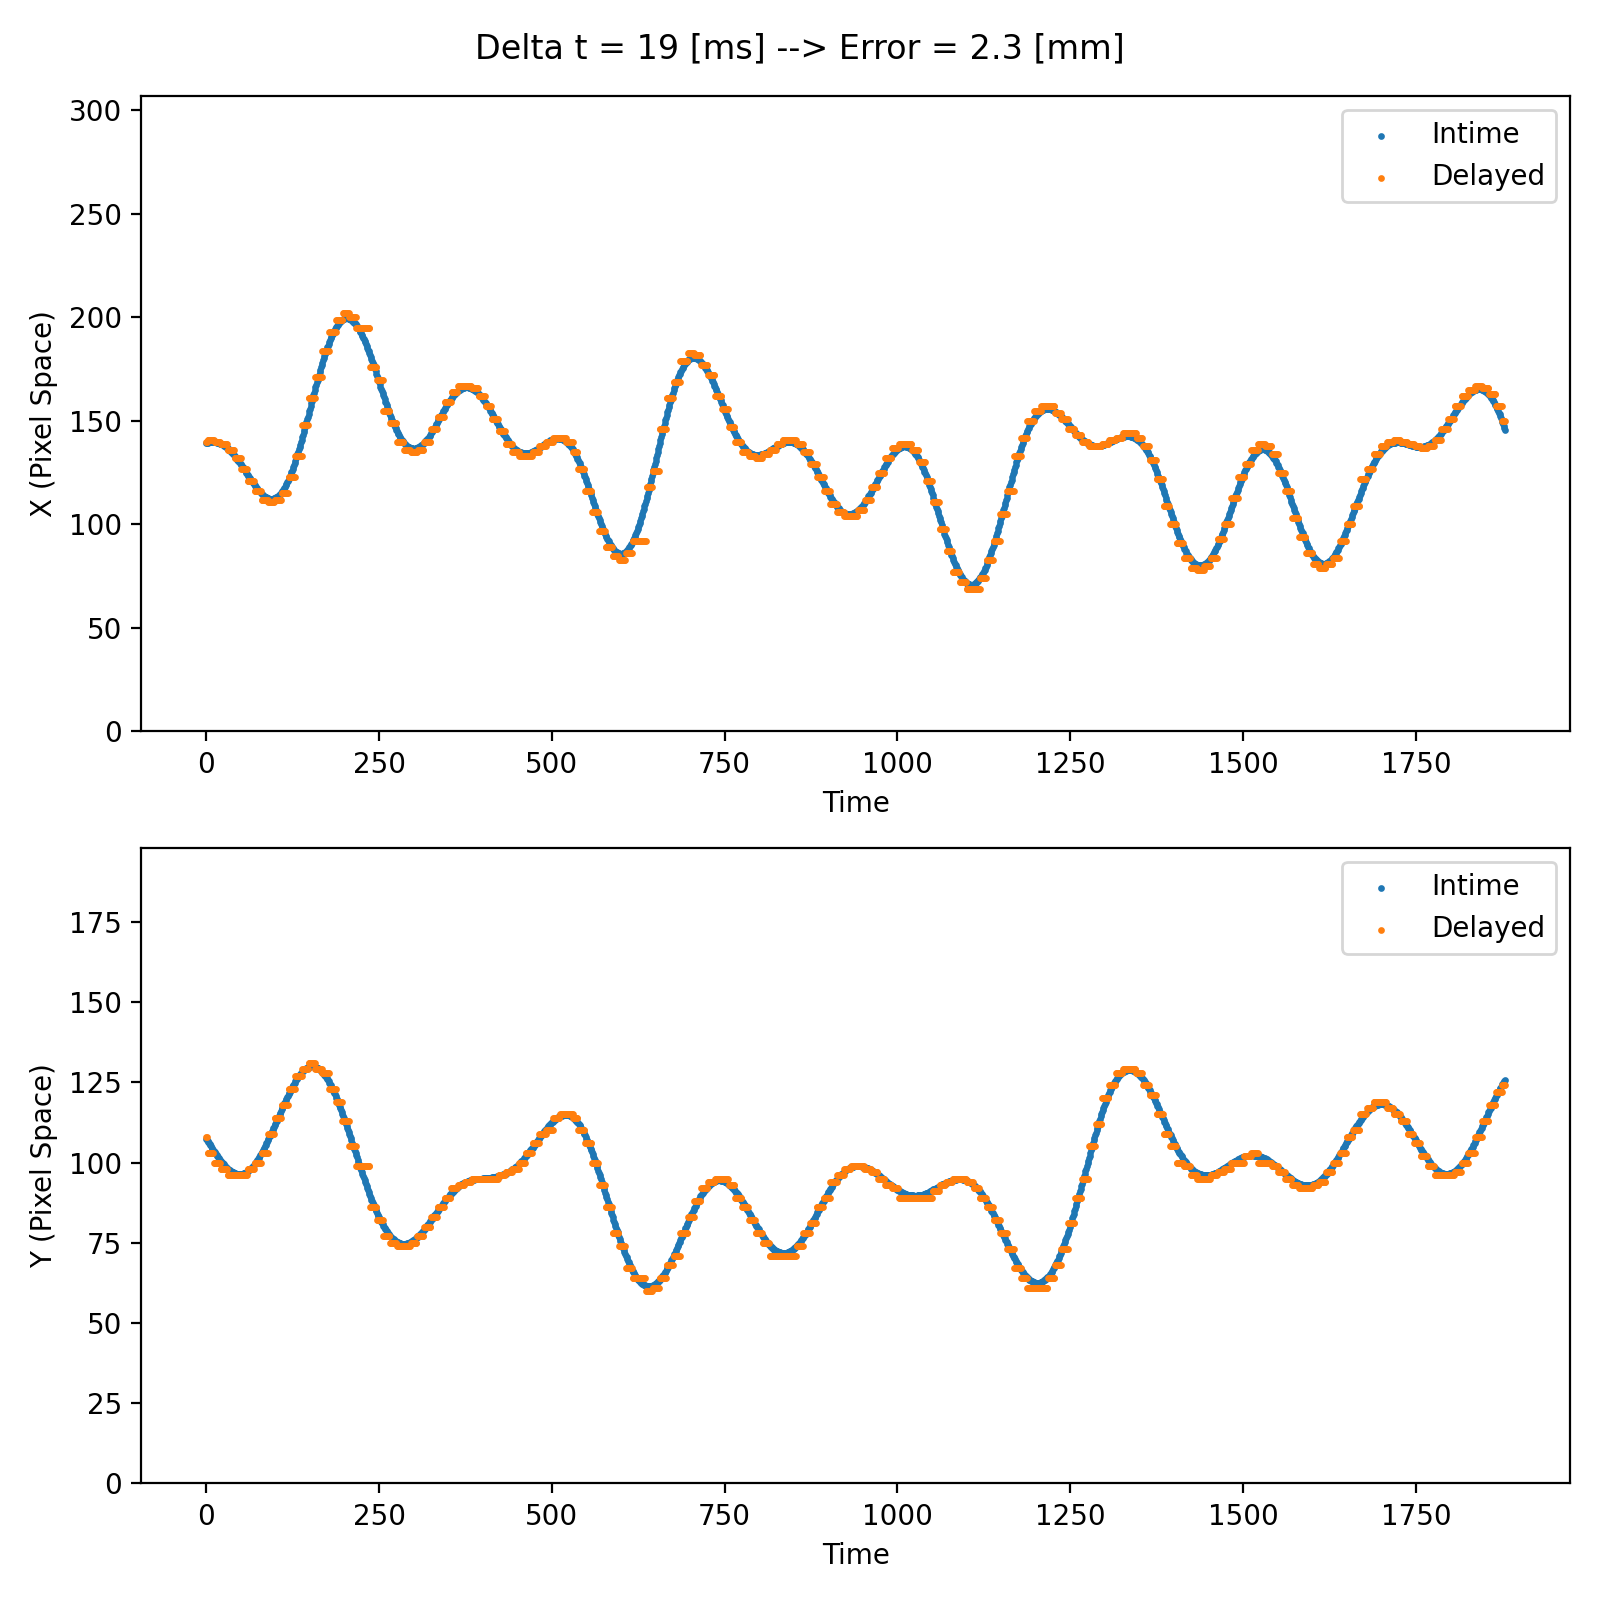 Delta t = 19 [ms] --> Error = 2.3 [mm]
300
250
200
150
100
50
0
X (Pixel Space)
Intime
Delayed
0 250 500 750 1000 1250 1500 1750
Time
175
150
125
100
75
50
25
0
Y (Pixel Space)
Intime
Delayed
0 250 500 750 1000 1250 1500 1750
Time